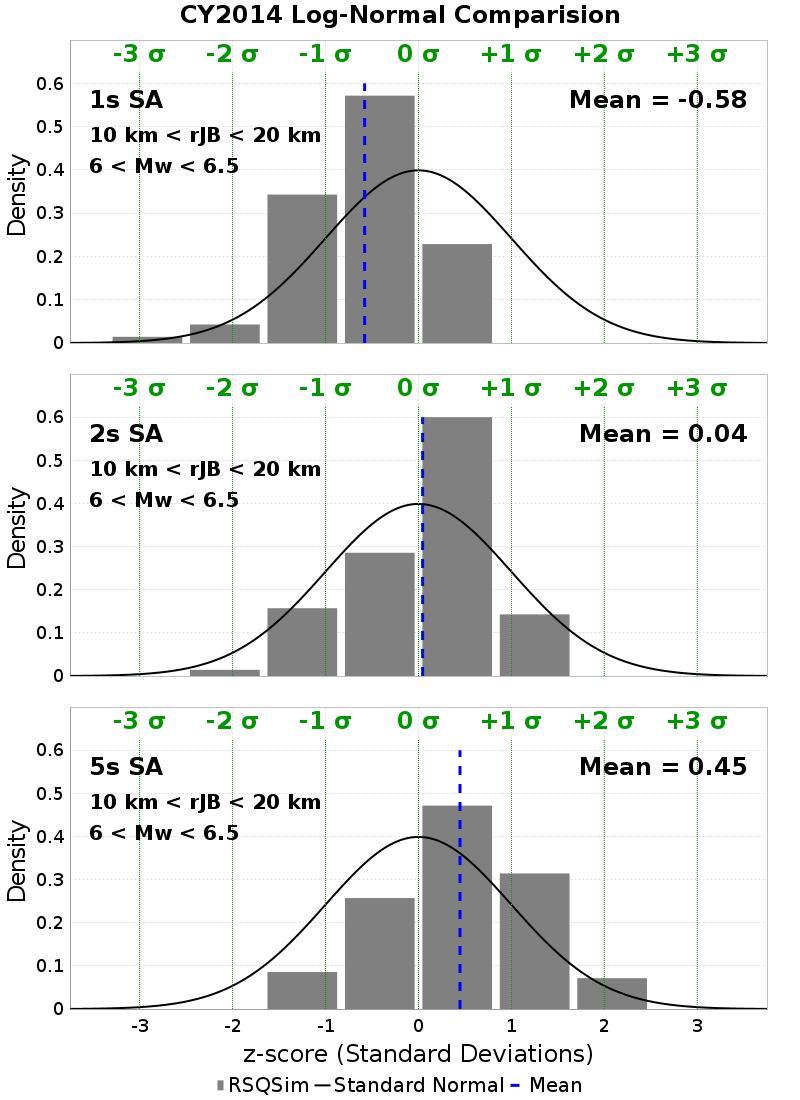 CY2014 Log-Normal Comparision
-3 σ -2 σ -1 σ 0 σ +1 σ +2 σ +3 σ
0.6
1s SA Mean = -0.58
0.5
10 km < rJB < 20 km
6 < Mw < 6.5
0.4
Density
0.3
0.2
0.1
0
-3 σ -2 σ -1 σ 0 σ +1 σ +2 σ +3 σ
0.6
2s SA Mean = 0.04
0.5
10 km < rJB < 20 km
6 < Mw < 6.5
0.4
Density
0.3
0.2
0.1
0
-3 σ -2 σ -1 σ 0 σ +1 σ +2 σ +3 σ
0.6
5s SA Mean = 0.45
0.5
10 km < rJB < 20 km
6 < Mw < 6.5
0.4
Density
0.3
0.2
0.1
0
-3 -2 -1 0 1 2 3
z-score (Standard Deviations)
RSQSim Standard Normal Mean